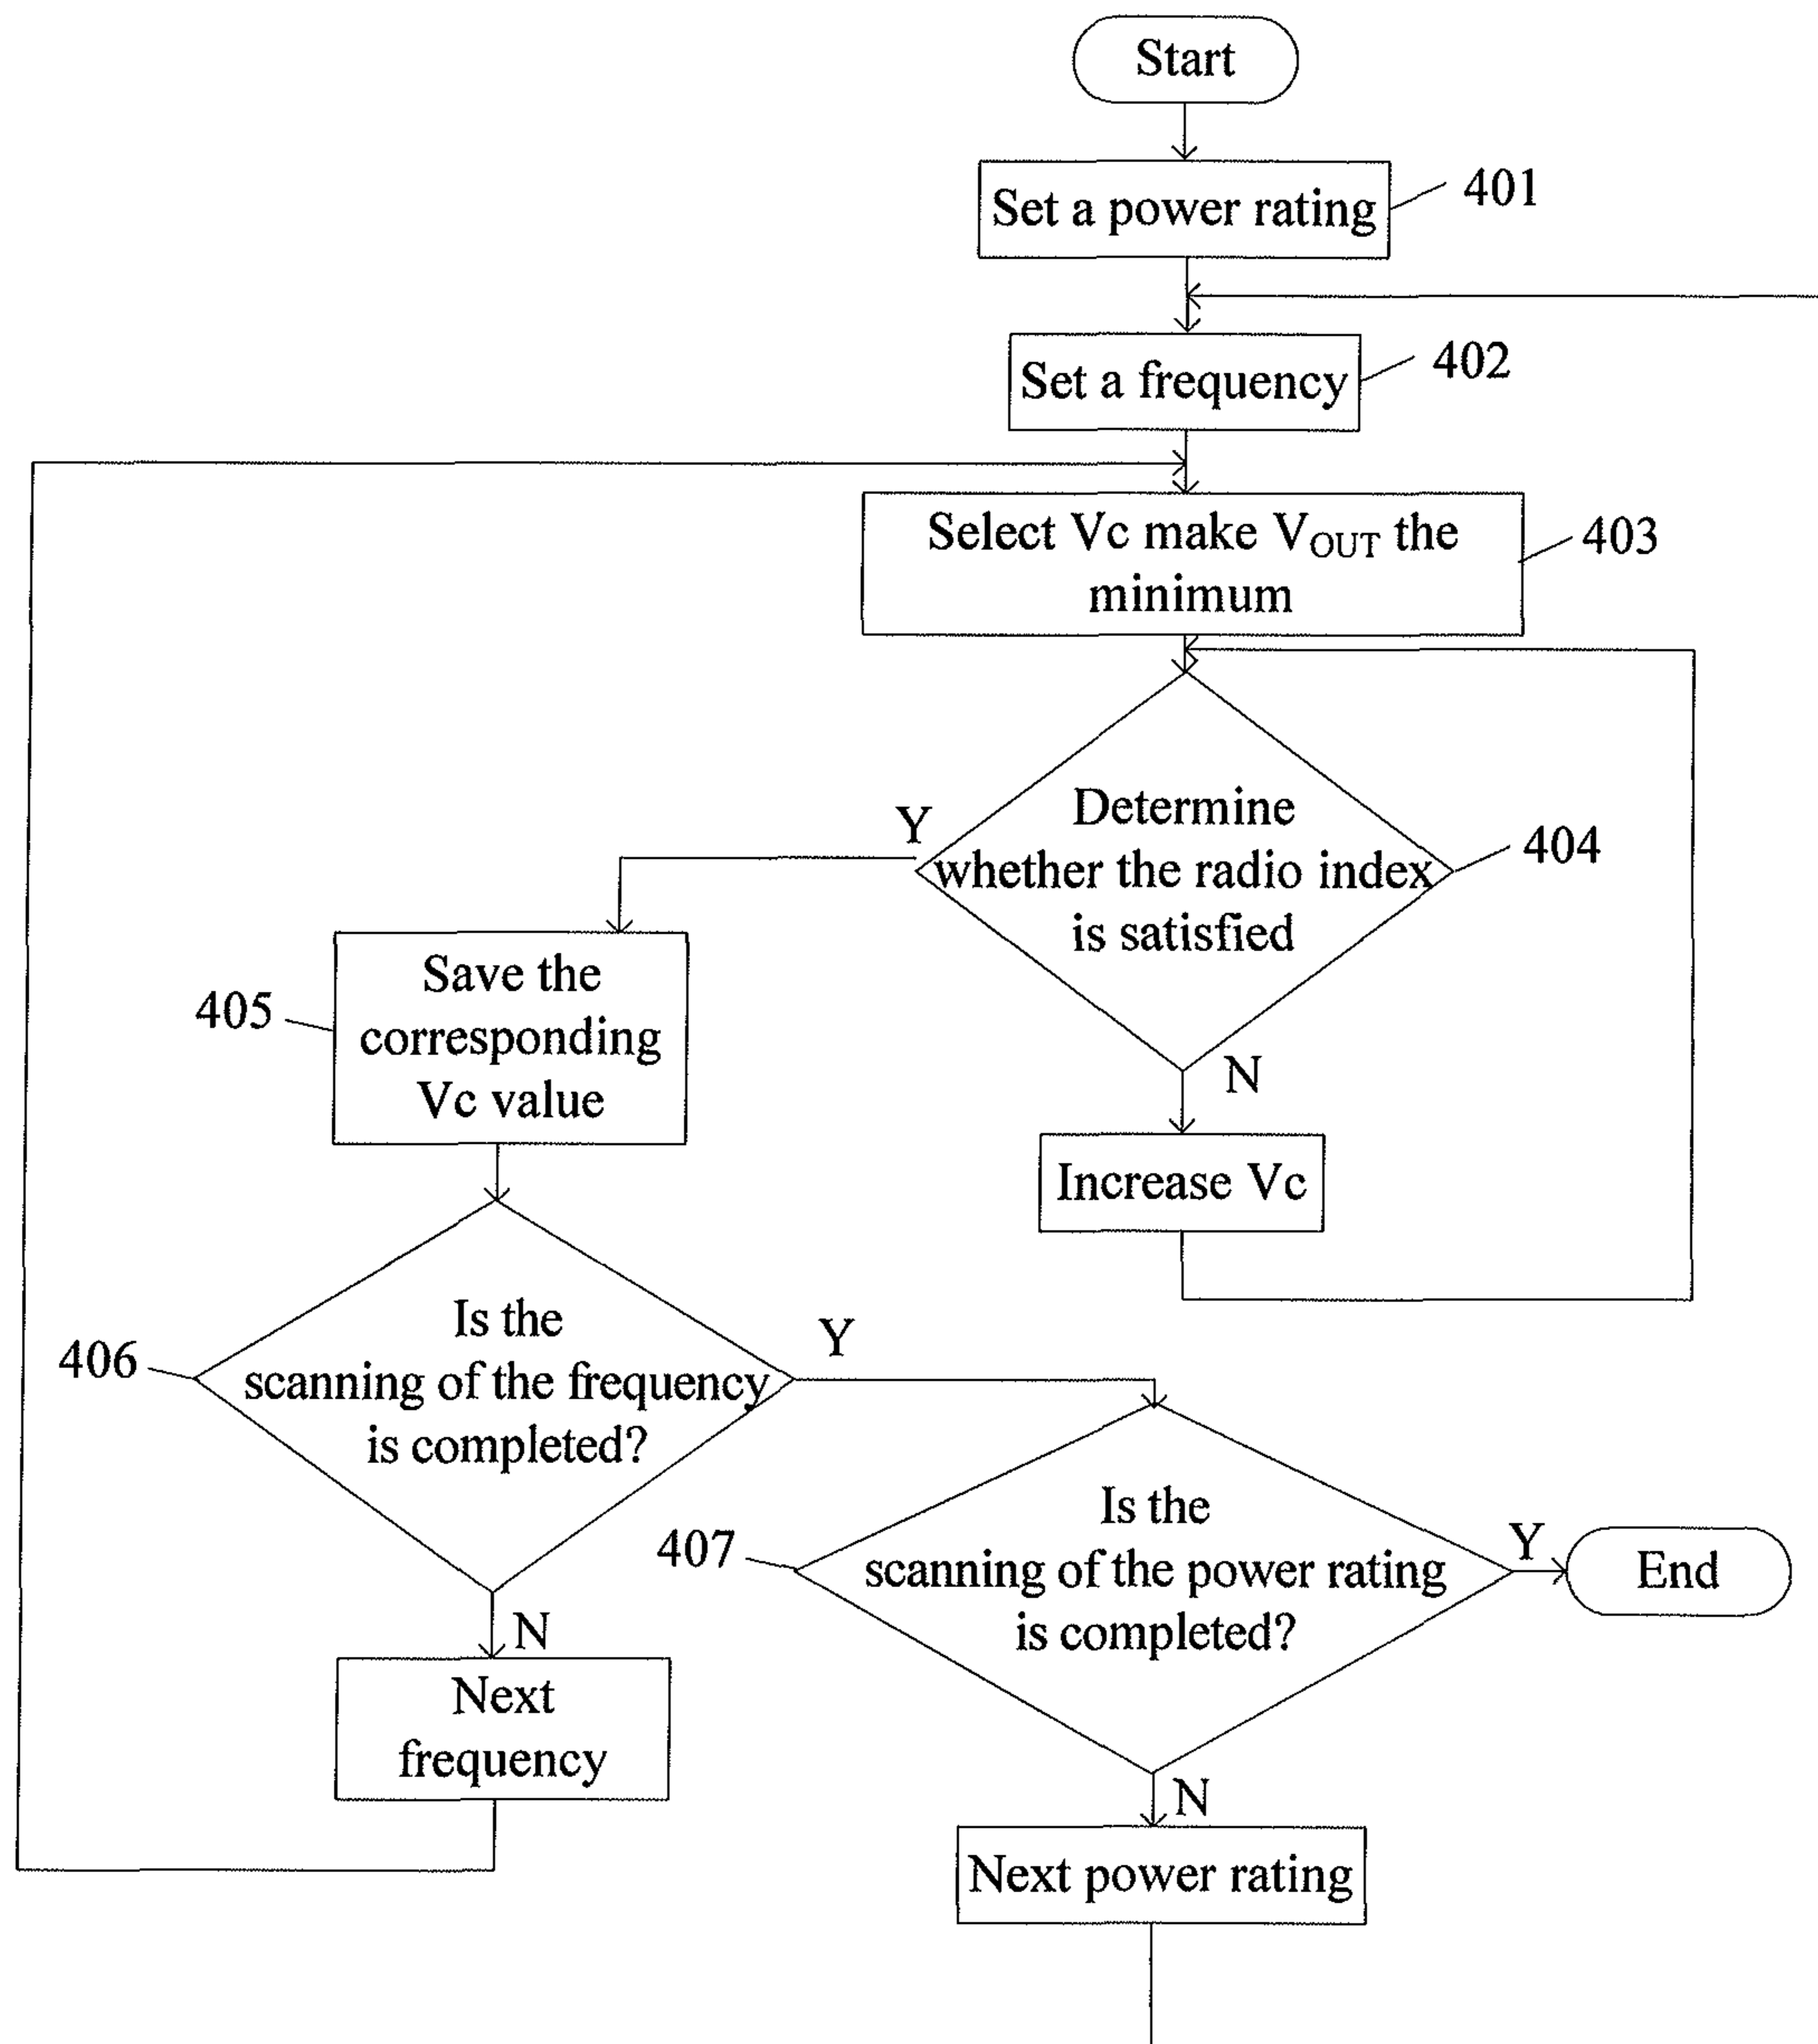 Start
Set a power rating
401
Set a frequency
402
Select Vc make VOUT the
minimum
403
Determine
whether the radio index
is satisfied
404
Y
N
Save the
corresponding
Vc value
405
Increase Vc
Is the
scanning of the frequency
is completed?
406
Y
N
Is the
scanning of the power rating
is completed?
407
Y
End
N
Next
frequency
Next power rating